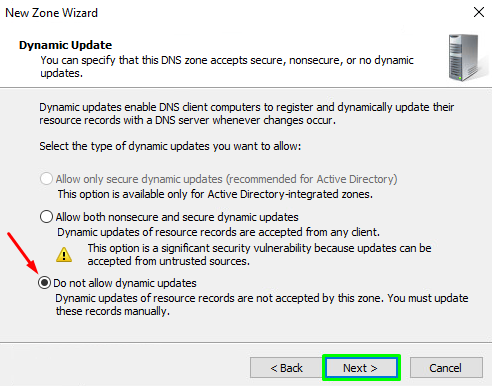 New Zone Wizard
Dynamic Update
You can specify that this DNS zone accepts secure, nonsecure, or no dynamic
updates.
Dynamic updates enable DNS client computers to register and dynamically update their
resource records with a DNS server whenever changes occur.
Select the type of dynamic updates you want to allow:
Allow only secure dynamic updates (recommended for Active Directory)
This option is available only for Active Directory-integrated zones.
Allow both nonsecure and secure dynamic updates
Dynamic updates of resource records are accepted from any client.
This option is a significant security vulnerability because updates can be
accepted from untrusted sources.
Do not allow dynamic updates
Dynamic updates of resource records are not accepted by this zone. You must update
these records manually.
< Back Next > Cancel